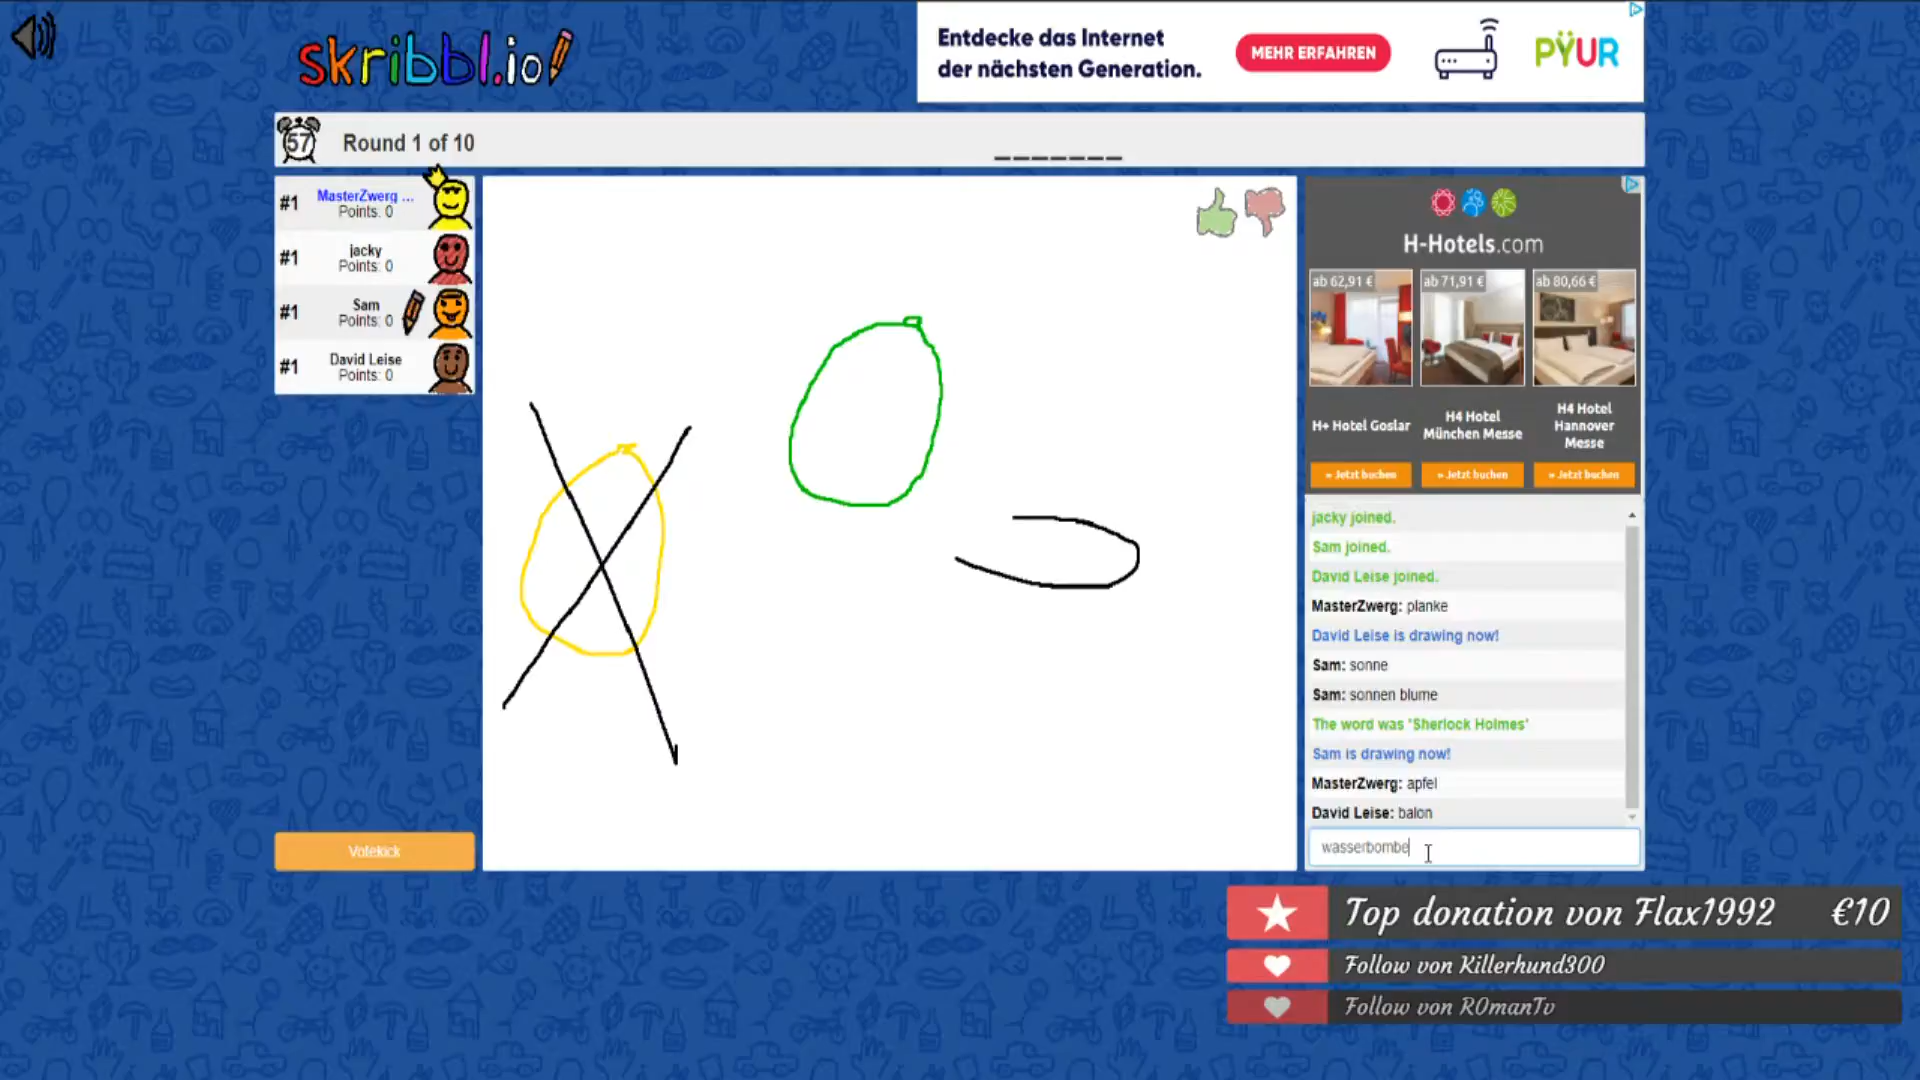 skribbl.io
Entdecke das Internet
der nächsten Generation.
MEHR ERFAHREN
PŸUR
57
Round 1 of 10
_______
#1
MasterZwerg ...
Points: 0
#1
jacky
Points: 0
#1
Sam
Points: 0
#1
David Leise
Points: 0
Votekick
H-Hotels.com
ab 62,91 €
ab 71,91 €
ab 80,66 €
H+ Hotel Goslar
H4 Hotel
München Messe
H4 Hotel
Hannover
Messe
» Jetzt buchen
» Jetzt buchen
» Jetzt buchen
jacky joined.
Sam joined.
David Leise joined.
MasterZwerg: planke
David Leise is drawing now!
Sam: sonne
Sam: sonnen blume
The word was 'Sherlock Holmes'
Sam is drawing now!
MasterZwerg: apfel
David Leise: balon
wasserbombe
Top donation von Flax1992 €10
Follow von Killerhund300
Follow von R0manTv